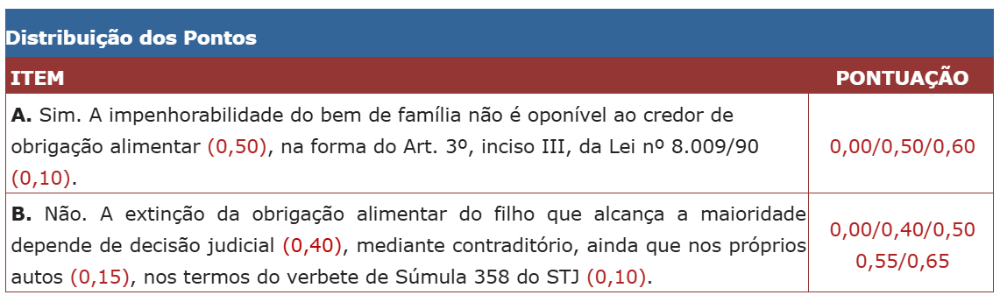 Distribuição dos Pontos
ITEM PONTUAÇÃO
A. Sim. A impenhorabilidade do bem de família não é oponível ao credor de
obrigação alimentar (0,50), na forma do Art. 3º, inciso III, da Lei nº 8.009/90
(0,10).
0,00/0,50/0,60
B. Não. A extinção da obrigação alimentar do filho que alcança a maioridade
depende de decisão judicial (0,40), mediante contraditório, ainda que nos próprios
autos (0,15), nos termos do verbete de Súmula 358 do STJ (0,10).
0,00/0,40/0,50
0,55/0,65